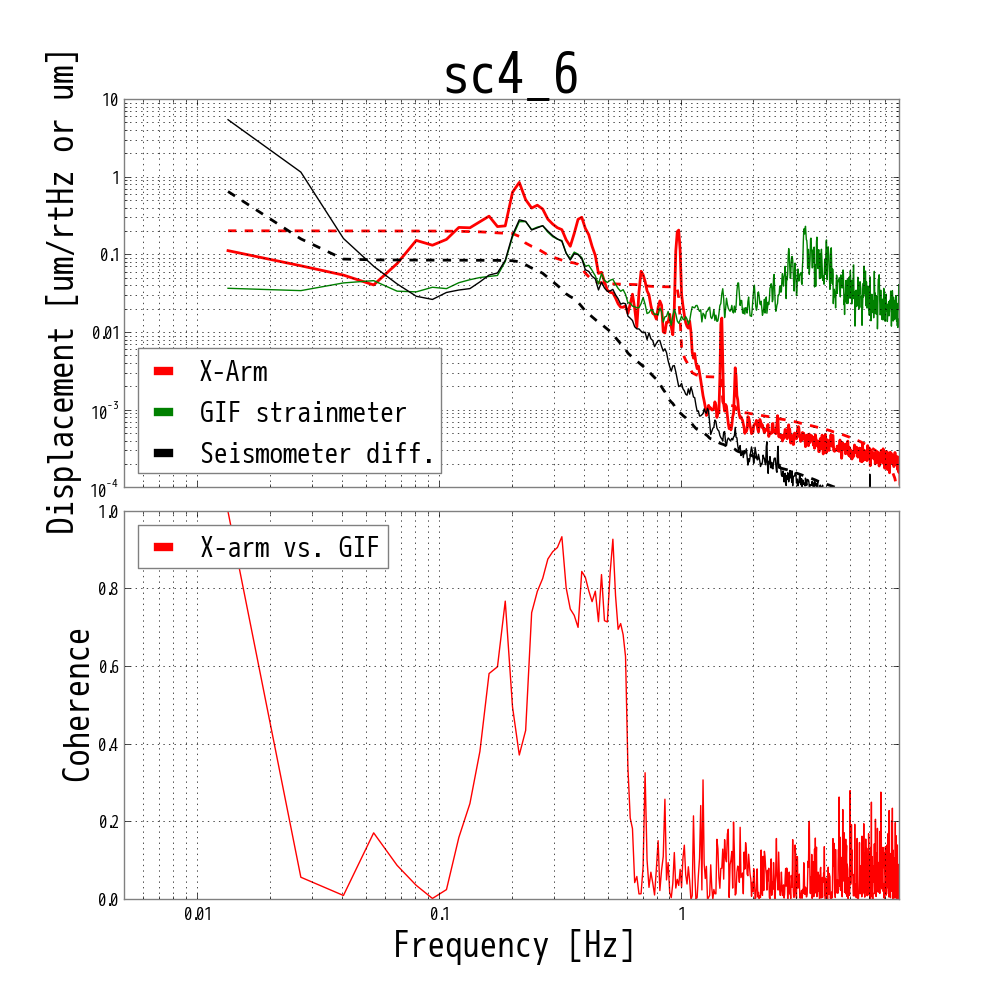 sc4_6
Displacement [um/rtHz or um]
10
1
0.1
0.01
10^-3
10^-4
X-Arm
GIF strainmeter
Seismometer diff.
Coherence
1.0
0.8
0.6
0.4
0.2
0.0
X-arm vs. GIF
0.01
0.1
1
Frequency [Hz]